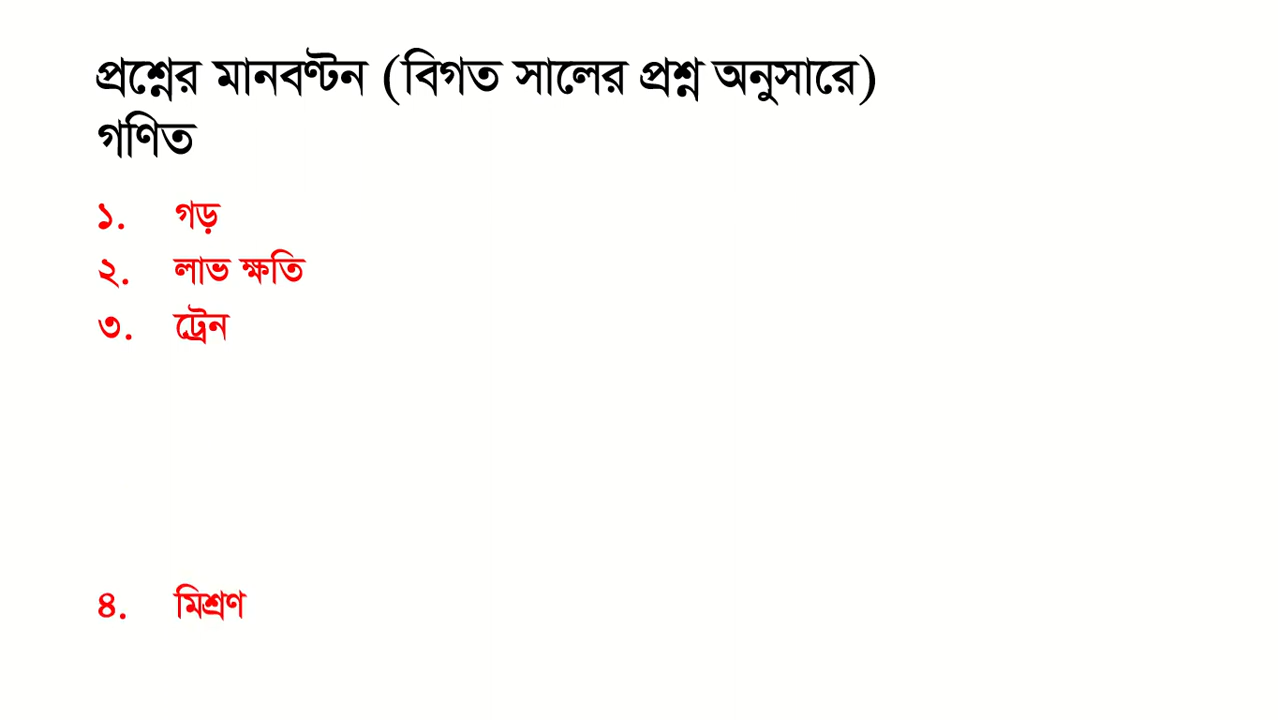 প্রশ্নের মানবণ্টন (বিগত সালের প্রশ্ন অনুসারে)
গণিত
১. গড়
২. লাভ ক্ষতি
৩. ট্রেন
৪. মিশ্রণ